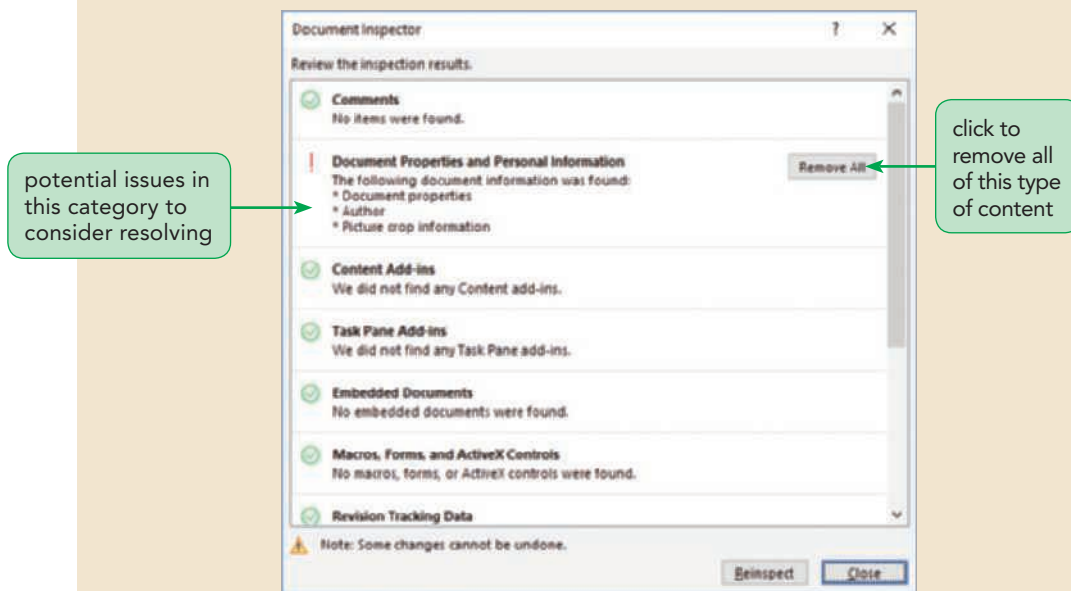 Document Inspector
Review the inspection results.
Comments
No items were found.
Document Properties and Personal Information
The following document information was found:
* Document properties
* Author
* Picture crop information
Remove All
Content Add-ins
We did not find any Content add-ins.
Task Pane Add-ins
We did not find any Task Pane add-ins.
Embedded Documents
No embedded documents were found.
Macros, Forms, and ActiveX Controls
No macros, forms, or ActiveX controls were found.
Revision Tracking Data
Note: Some changes cannot be undone.
Reinspect
Close
potential issues in
this category to
consider resolving
click to
remove all
of this type
of content